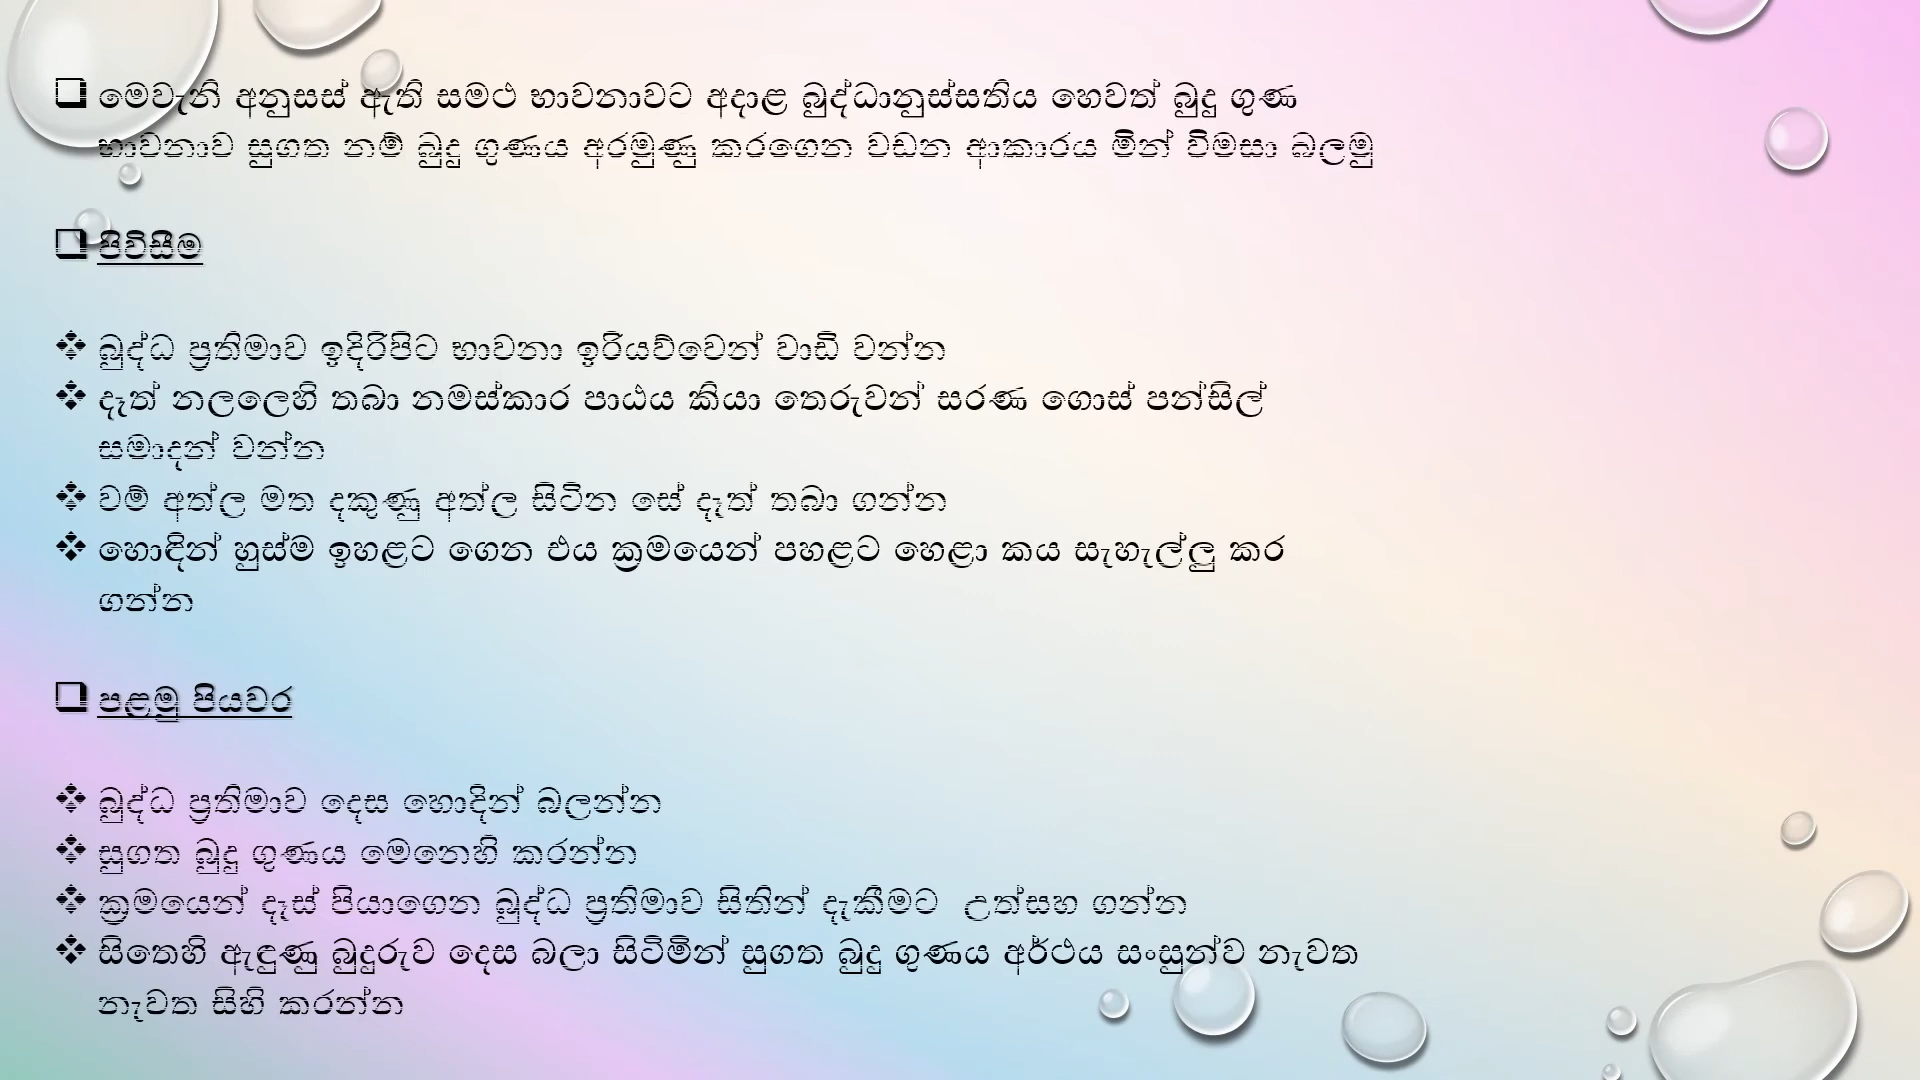 මෙවැනි අනුසස් ඇති සමථ භාවනාවට අදාළ බුද්ධානුස්සතිය හෙවත් බුදු ගුණ
භාවනාව සුගත නම් බුදු ගුණය අරමුණු කරගෙන වඩන ආකාරය මින් විමසා බලමු
පිවිසීම
බුද්ධ ප්‍රතිමාව ඉදිරිපිට භාවනා ඉරියව්වෙන් වාඩි වන්න
දෑත් නලලෙහි තබා නමස්කාර පාඨය කියා තෙරුවන් සරණ ගොස් පන්සිල්
සමාදන් වන්න
වම් අත්ල මත දකුණු අත්ල සිටින සේ දෑත් තබා ගන්න
හොඳින් හුස්ම ඉහළට ගෙන එය ක්‍රමයෙන් පහළට හෙළා කය සැහැල්ලු කර
ගන්න
පළමු පියවර
බුද්ධ ප්‍රතිමාව දෙස හොදින් බලන්න
සුගත බුදු ගුණය මෙනෙහි කරන්න
ක්‍රමයෙන් දෑස් පියාගෙන බුද්ධ ප්‍රතිමාව සිතින් දැකීමට  උත්සහ ගන්න
සිතෙහි ඇඳුණු බුදුරුව දෙස බලා සිටිමින් සුගත බුදු ගුණය අර්ථය සංසුන්ව නැවත
නැවත සිහි කරන්න